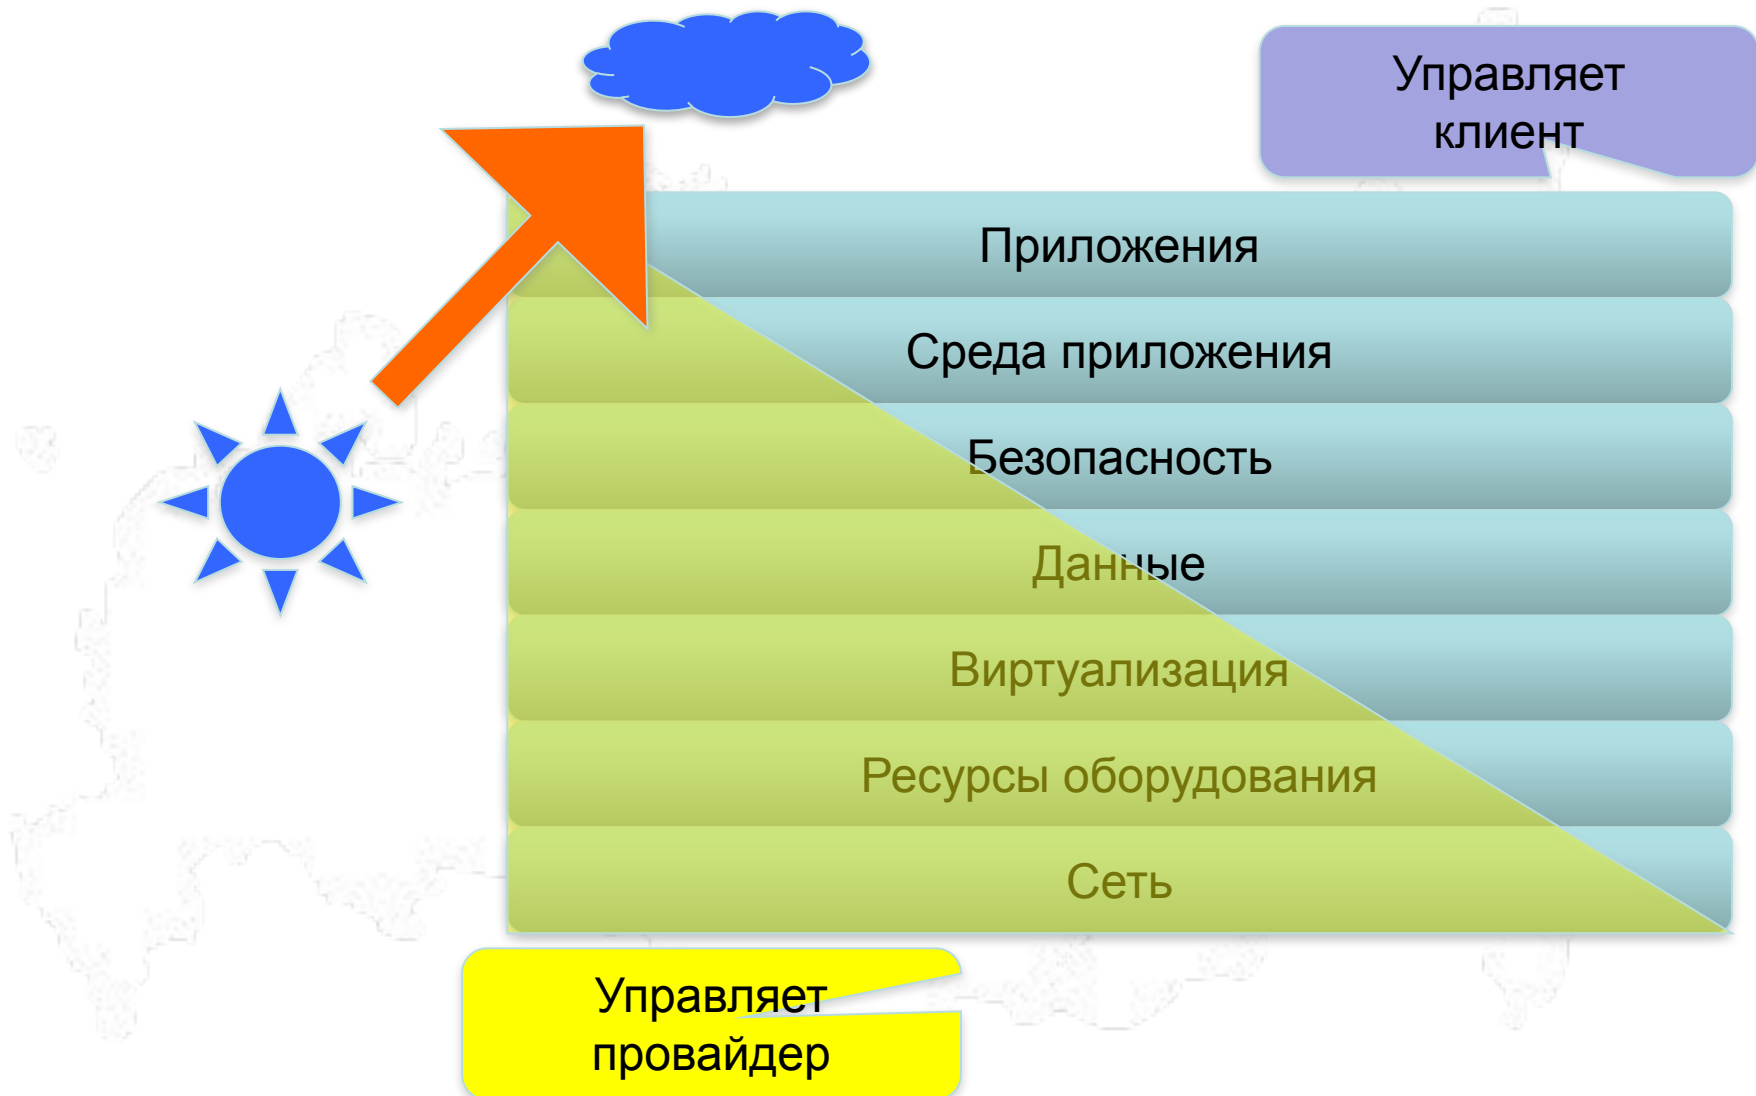 Управляет
клиент
Приложения
Среда приложения
Безопасность
Данные
Виртуализация
Ресурсы оборудования
Сеть
Управляет
провайдер